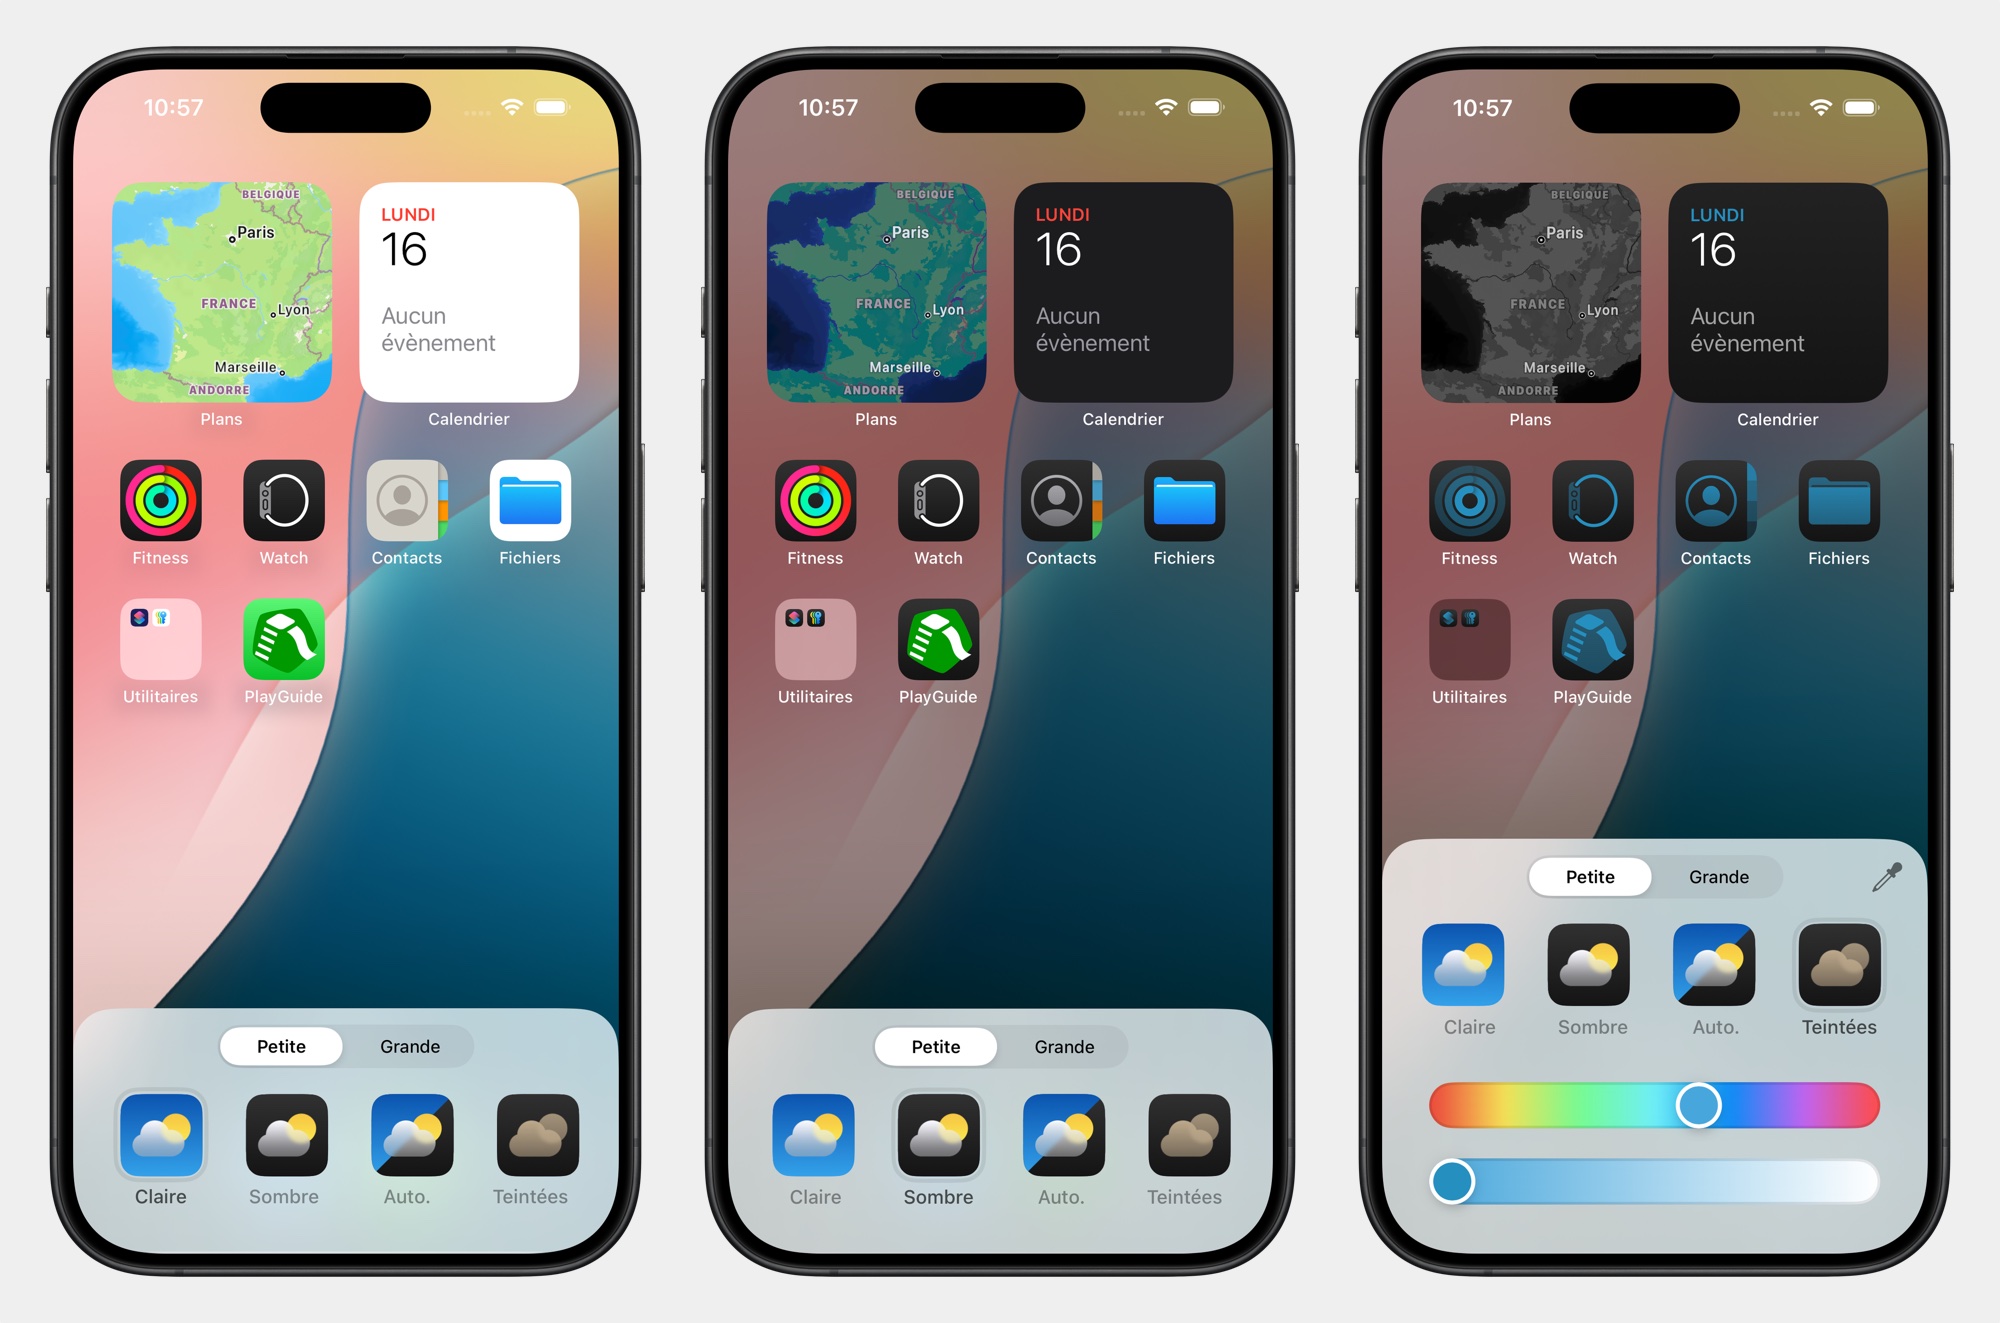 10:57
BELGIQUE
Paris
FRANCE
Lyon
Marseille
ANDORRE
Plans
LUNDI
16
Aucun
évènement
Calendrier
Fitness
Watch
Contacts
Fichiers
Utilitaires
PlayGuide
Petite
Grande
Claire
Sombre
Auto.
Teintées
10:57
BELGIQUE
Paris
FRANCE
Lyon
Marseille
ANDORRE
Plans
LUNDI
16
Aucun
évènement
Calendrier
Fitness
Watch
Contacts
Fichiers
Utilitaires
PlayGuide
Petite
Grande
Claire
Sombre
Auto.
Teintées
10:57
BELGIQUE
Paris
FRANCE
Lyon
Marseille
ANDORRE
Plans
LUNDI
16
Aucun
évènement
Calendrier
Fitness
Watch
Contacts
Fichiers
Utilitaires
PlayGuide
Petite
Grande
Claire
Sombre
Auto.
Teintées